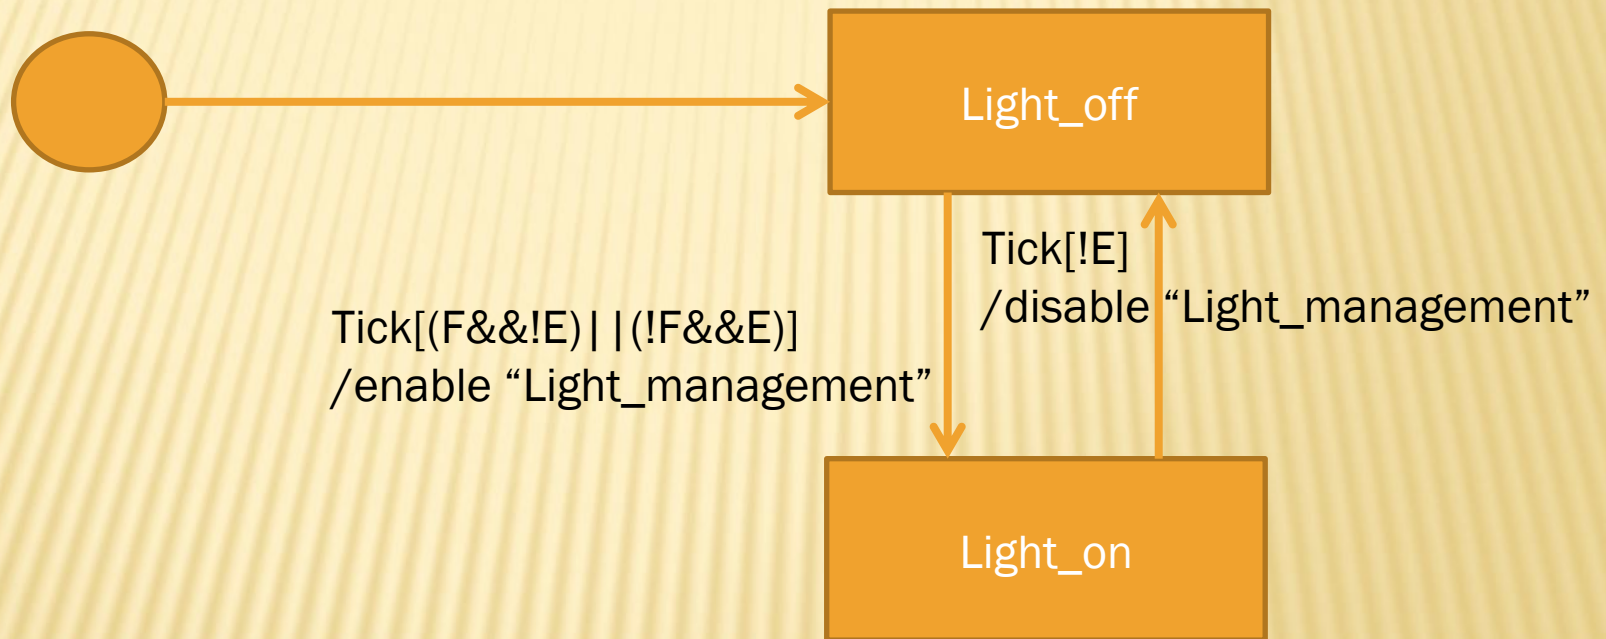 Light_off
Tick[!E]
/disable “Light_management”
Tick[(F&&!E)||(!F&&E)]
/enable “Light_management”
Light_on